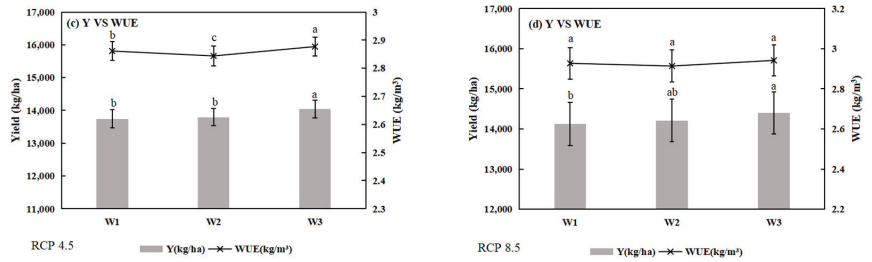 (c) Y VS WUE
Yield (kg/ha)
17,000
16,000
15,000
14,000
13,000
12,000
11,000
b c a
b b a
W1 W2 W3
3
2.9
2.8
2.7
2.6
2.5
2.4
2.3
WUE (kg/m³)
RCP 4.5
Y(kg/ha) WUE(kg/m³)
(d) Y VS WUE
Yield (kg/ha)
17,000
16,000
15,000
14,000
13,000
12,000
a a a
b ab a
W1 W2 W3
3.2
3
2.8
2.6
2.4
2.2
WUE (kg/m³)
RCP 8.5
Y(kg/ha) WUE(kg/m³)